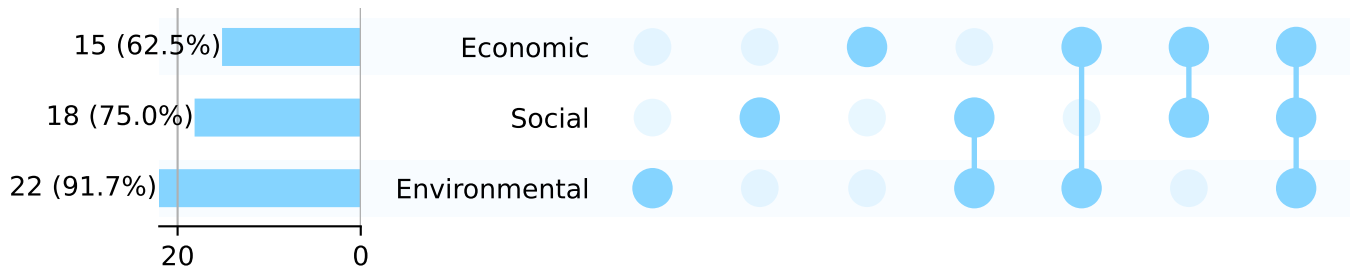 15 (62.5%) Economic
18 (75.0%) Social
22 (91.7%) Environmental
20 0